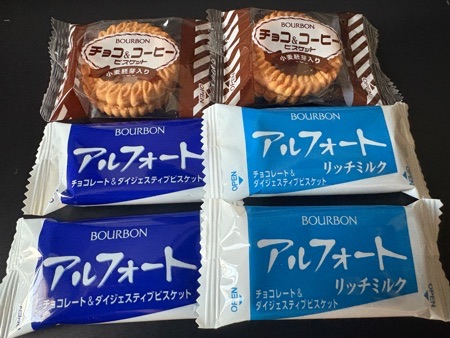 BOURBON
チョコ&コーヒー
ビスケット
小麦胚芽入り
BOURBON
チョコ&コーヒー
ビスケット
小麦胚芽入り
BOURBON
アルフォート
チョコレート&ダイジェスティブビスケット
BOURBON
アルフォート
リッチミルク
チョコレート&
ダイジェスティブビスケット
OPEN
BOURBON
アルフォート
チョコレート&ダイジェスティブビスケット
BOURBON
アルフォート
リッチミルク
チョコレート&
ダイジェスティブビスケット
OPEN
OPEN